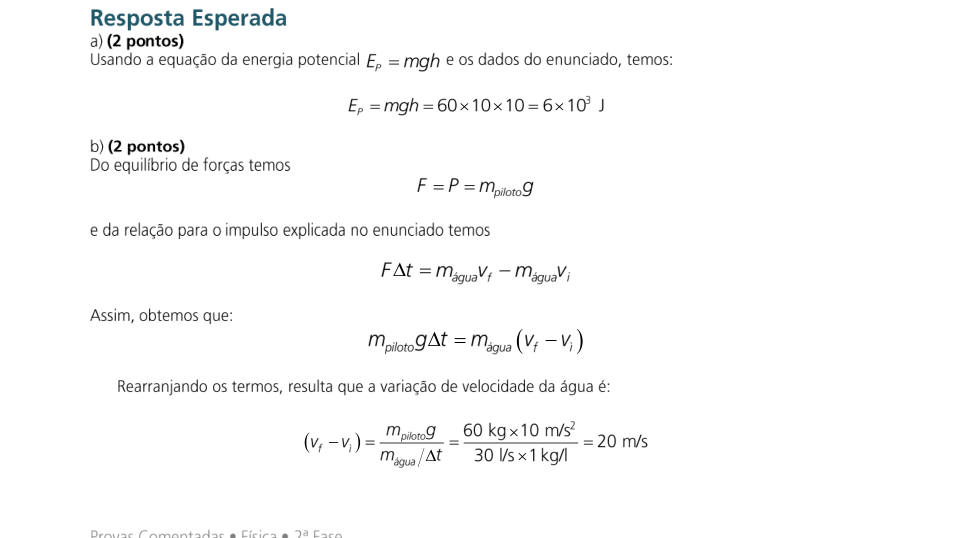 Resposta Esperada
a) (2 pontos)
Usando a equação da energia potencial E_P = mgh e os dados do enunciado, temos:
E_P = mgh = 60 × 10 × 10 = 6 × 10³ J
b) (2 pontos)
Do equilíbrio de forças temos
F = P = m_piloto g
e da relação para o impulso explicada no enunciado temos
FΔt = m_água v_f − m_água v_i
Assim, obtemos que:
m_piloto gΔt = m_água (v_f − v_i)
Rearranjando os termos, resulta que a variação de velocidade da água é:
(v_f − v_i) = m_piloto g / (m_água/Δt) = (60 kg × 10 m/s²) / (30 l/s × 1 kg/l) = 20 m/s
Provas Comentadas • Física • 2ª Fase